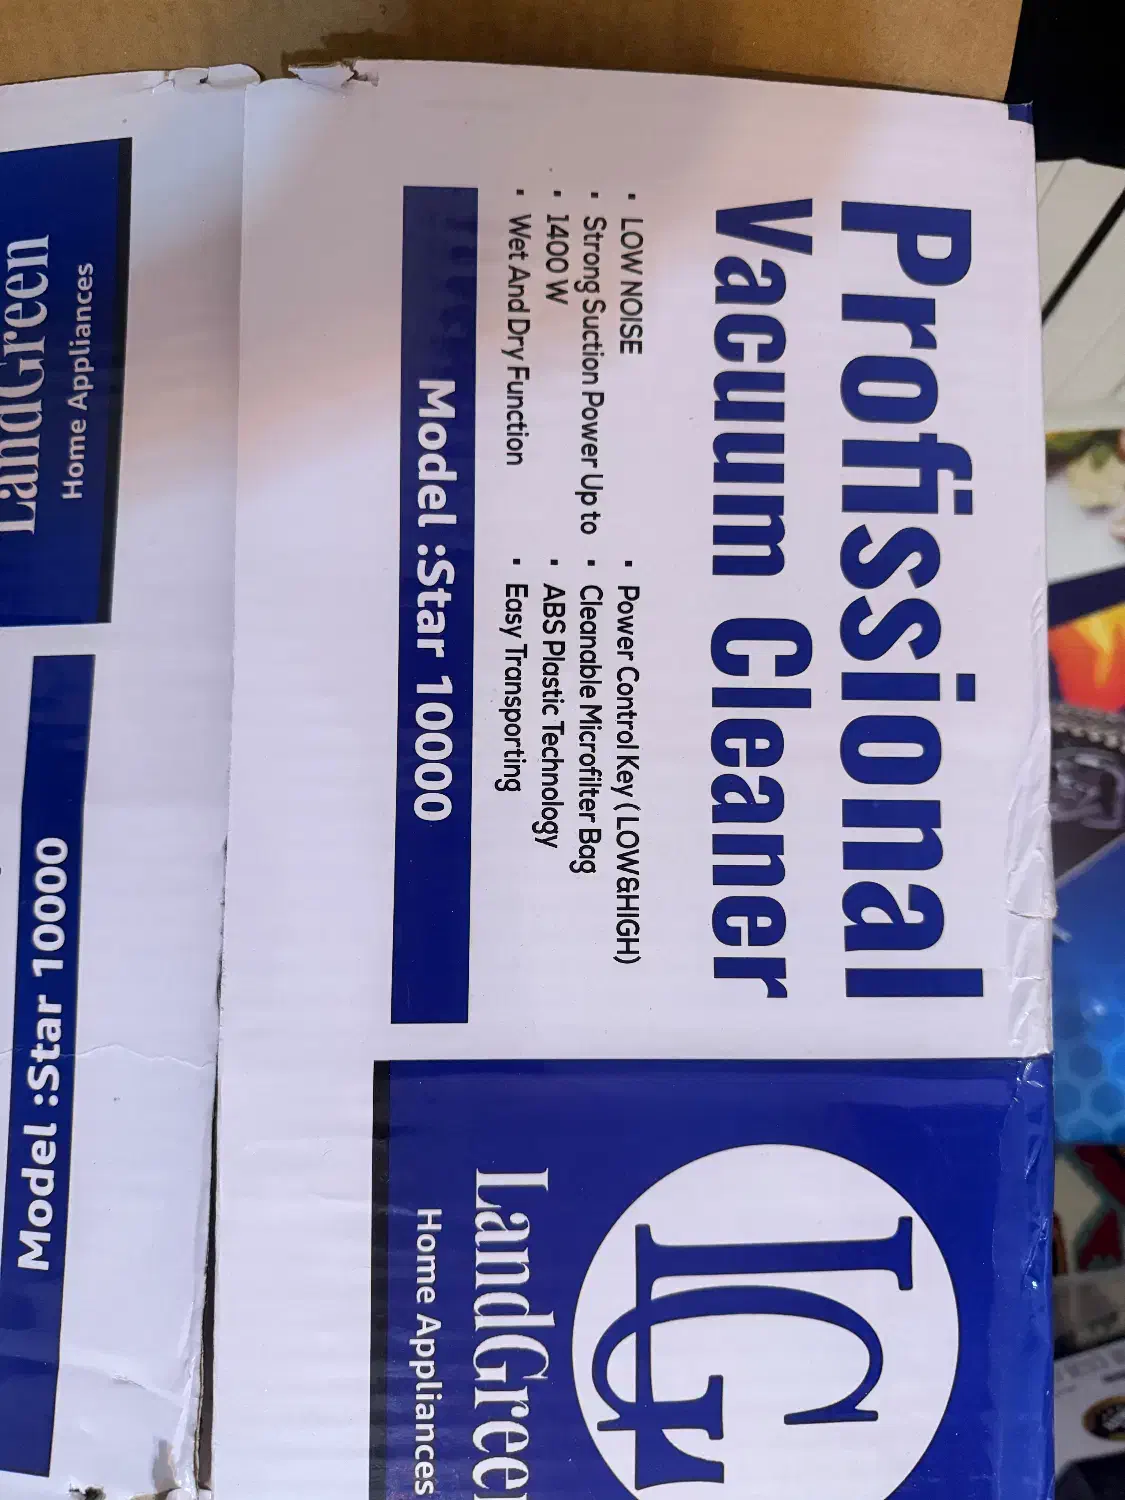 Profissional
Vacuum Cleaner
• LOW NOISE
• Strong Suction Power Up to
• 1400 W
• Wet And Dry Function
• Power Control Key ( LOW&HIGH)
• Cleanable Microfilter Bag
• ABS Plastic Technology
• Easy Transporting
Model :Star 10000
LG
LandGreen
Home Appliances
LandGreen
Home Appliances
Model :Star 10000